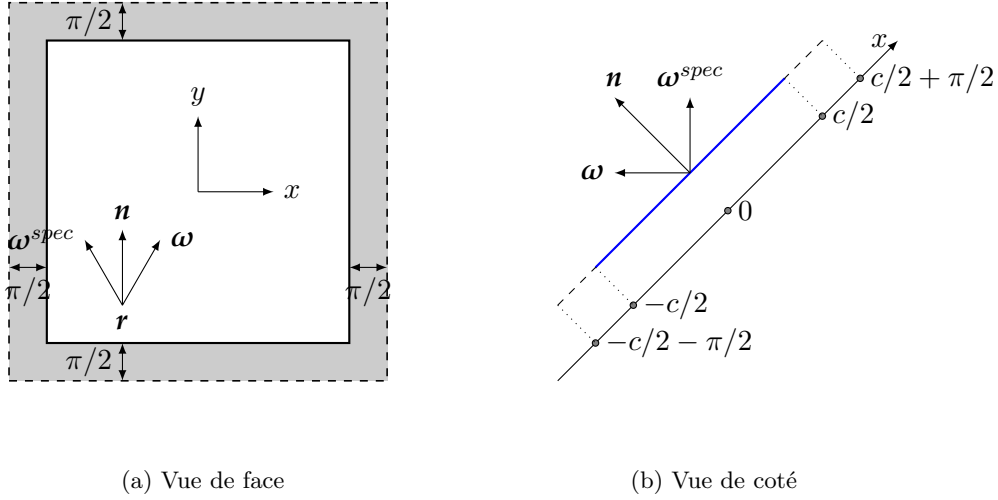 π/2
y
x
n
ω^{spec}
ω
π/2
π/2
r
π/2
(a) Vue de face
x
n
ω^{spec}
c/2 + π/2
c/2
ω
0
−c/2
−c/2 − π/2
(b) Vue de coté